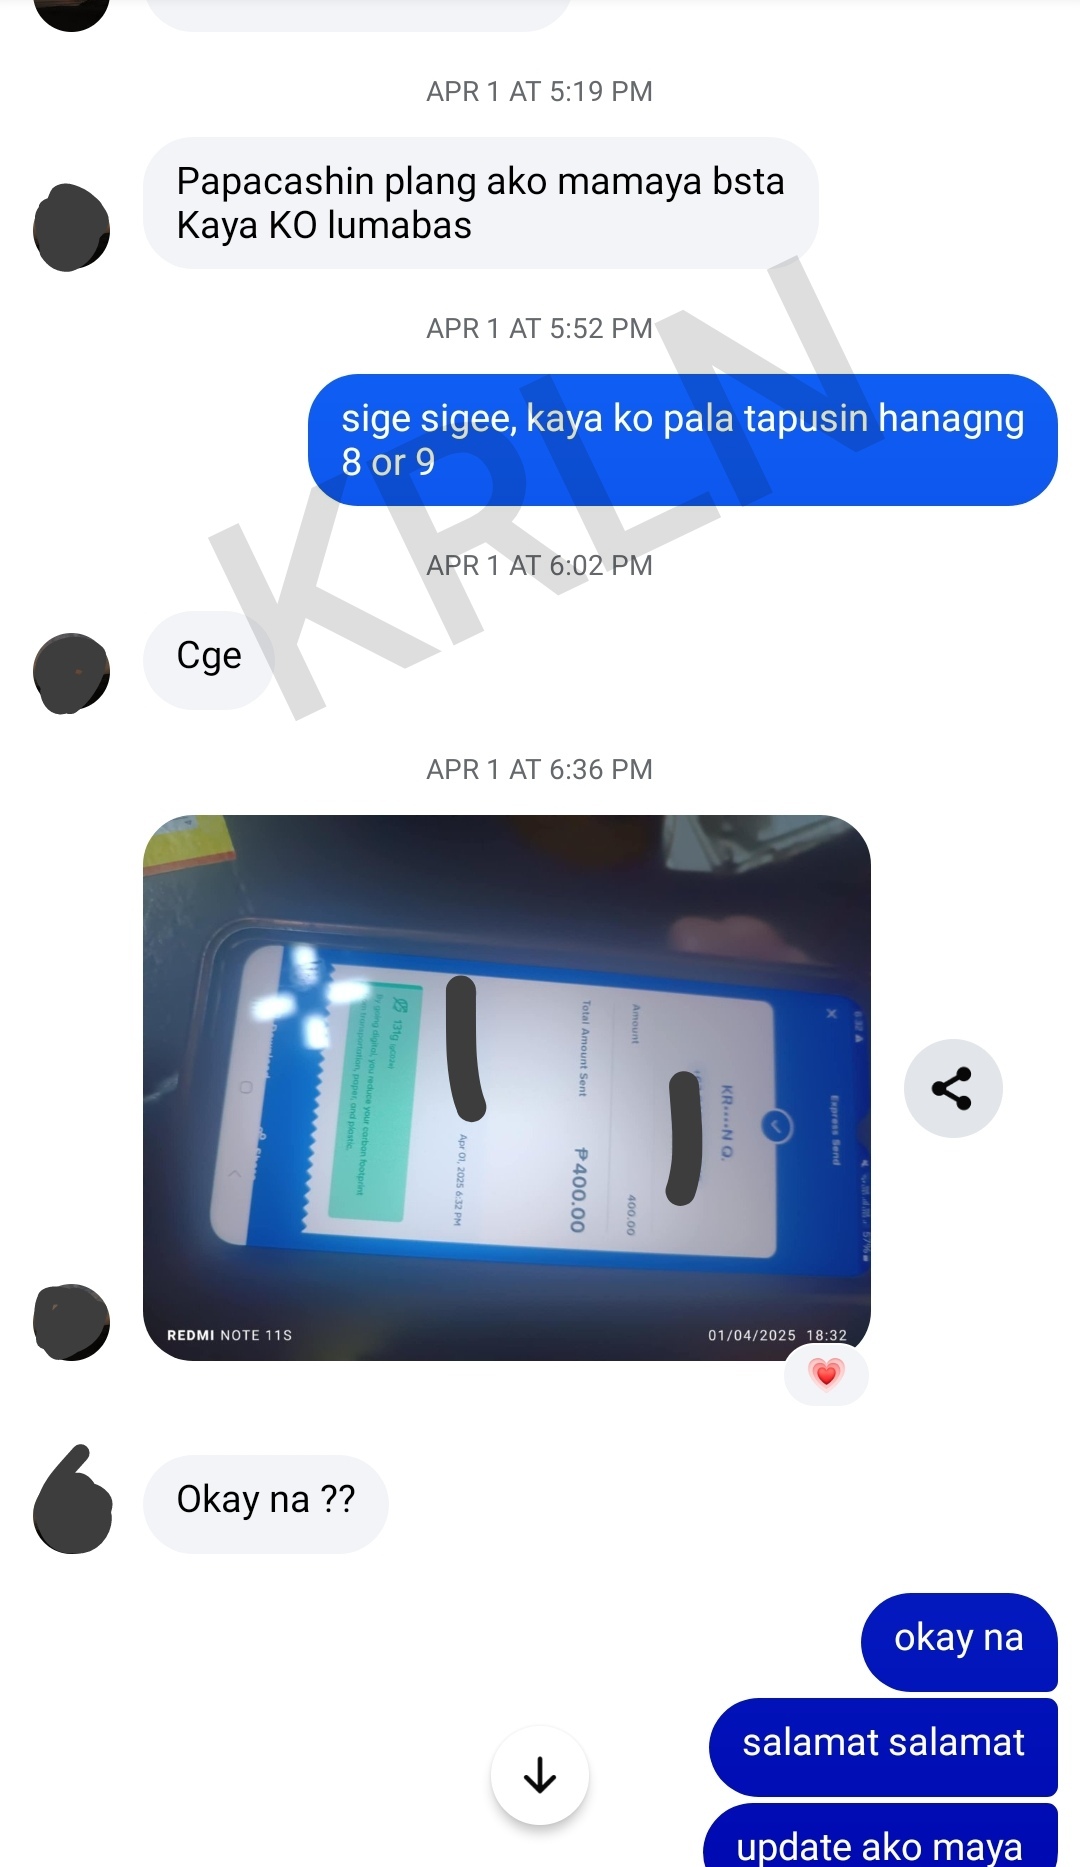 APR 1 AT 5:19 PM
Papacashin plang ako mamaya bsta
Kaya KO lumabas
APR 1 AT 5:52 PM
sige sigee, kaya ko pala tapusin hanagng
8 or 9
KRLN
APR 1 AT 6:02 PM
Cge
APR 1 AT 6:36 PM
Express Send
KR••••N Q.
Amount 400.00
Total Amount Sent ₱400.00
Apr 01, 2025 6:32 PM
131g
By going digital, you reduce your carbon footprint
transportation, paper, and plastic.
REDMI NOTE 11S
01/04/2025 18:32
Okay na ??
okay na
salamat salamat
update ako maya